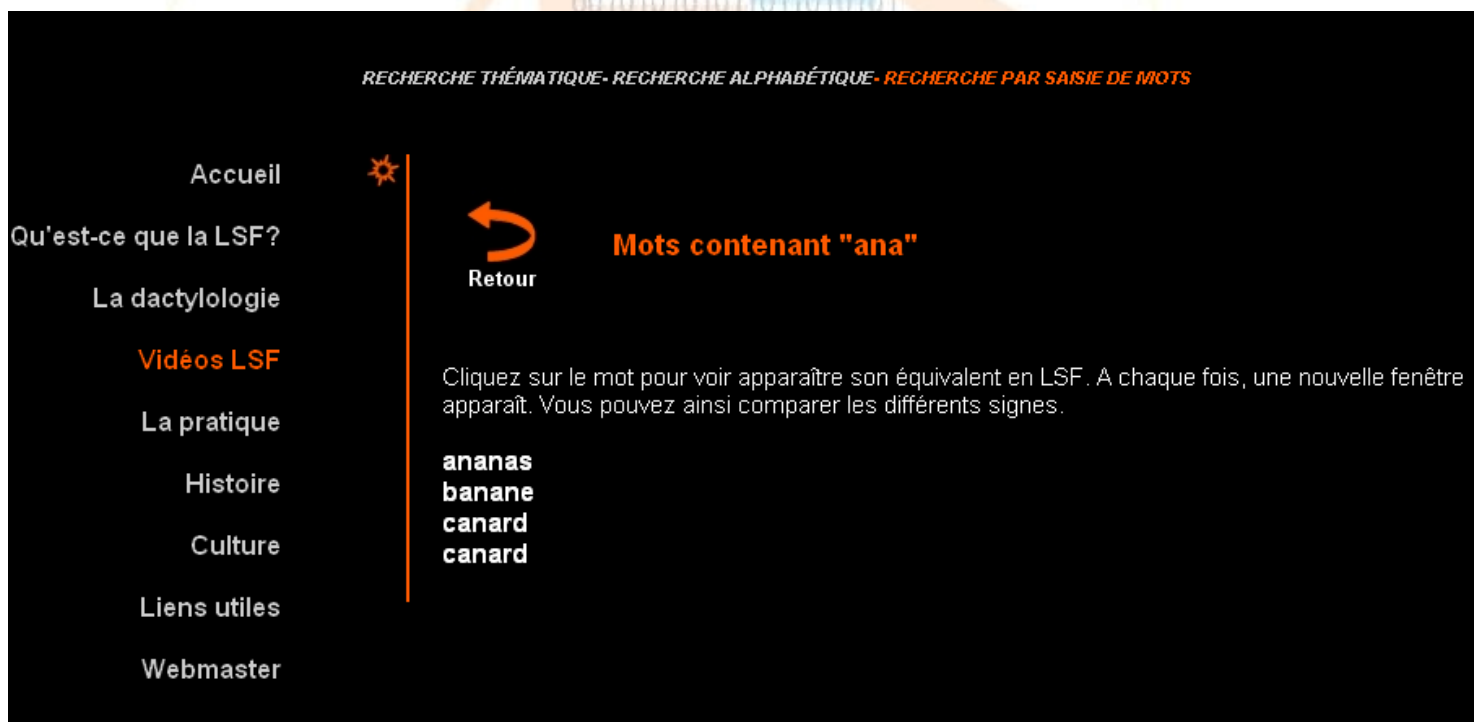 RECHERCHE THÉMATIQUE- RECHERCHE ALPHABÉTIQUE- RECHERCHE PAR SAISIE DE MOTS
Accueil
Qu'est-ce que la LSF?
La dactylologie
Vidéos LSF
La pratique
Histoire
Culture
Liens utiles
Webmaster
Retour
Mots contenant "ana"
Cliquez sur le mot pour voir apparaître son équivalent en LSF. A chaque fois, une nouvelle fenêtre
apparaît. Vous pouvez ainsi comparer les différents signes.
ananas
banane
canard
canard